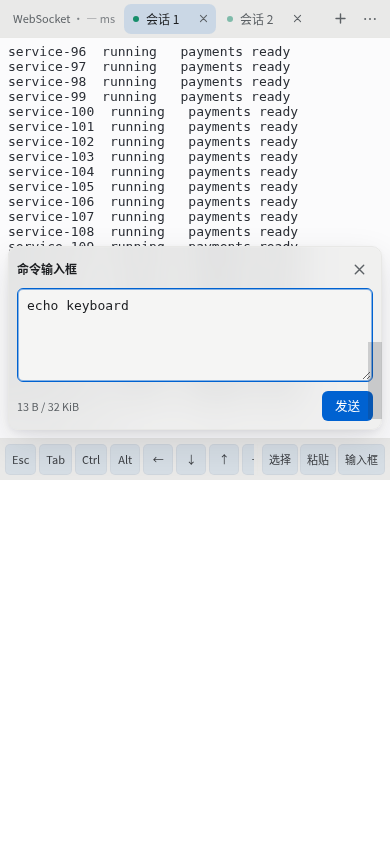 WebSocket · — ms 会话 1 × 会话 2 × + ···
service-96  running   payments ready
service-97  running   payments ready
service-98  running   payments ready
service-99  running   payments ready
service-100  running   payments ready
service-101  running   payments ready
service-102  running   payments ready
service-103  running   payments ready
service-104  running   payments ready
service-105  running   payments ready
service-106  running   payments ready
service-107  running   payments ready
service-108  running   payments ready
service-109  running   payments ready
命令输入框 ×
echo keyboard
13 B / 32 KiB 发送
Esc Tab Ctrl Alt ← ↓ ↑ 选择 粘贴 输入框